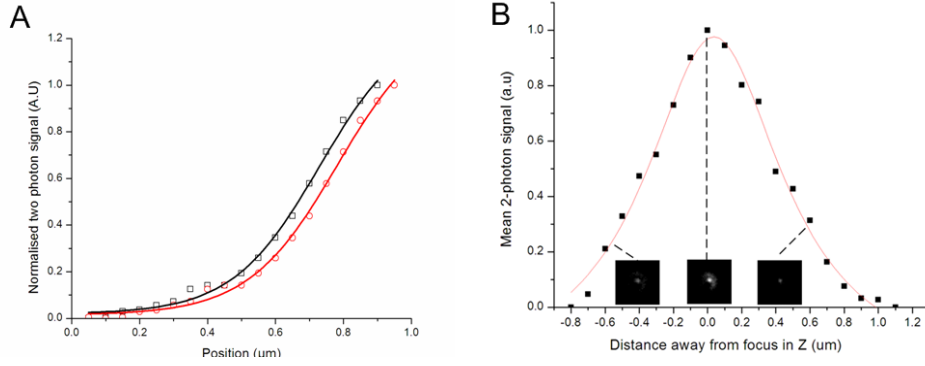 A
Normalised two photon signal (A.U)
1.2
1.0
0.8
0.6
0.4
0.2
0.0
0.0 0.2 0.4 0.6 0.8 1.0
Position (um)
B
Mean 2-photon signal (a.u)
1.0
0.8
0.6
0.4
0.2
0.0
-0.8 -0.6 -0.4 -0.2 0.0 0.2 0.4 0.6 0.8 1.0 1.2
Distance away from focus in Z (um)